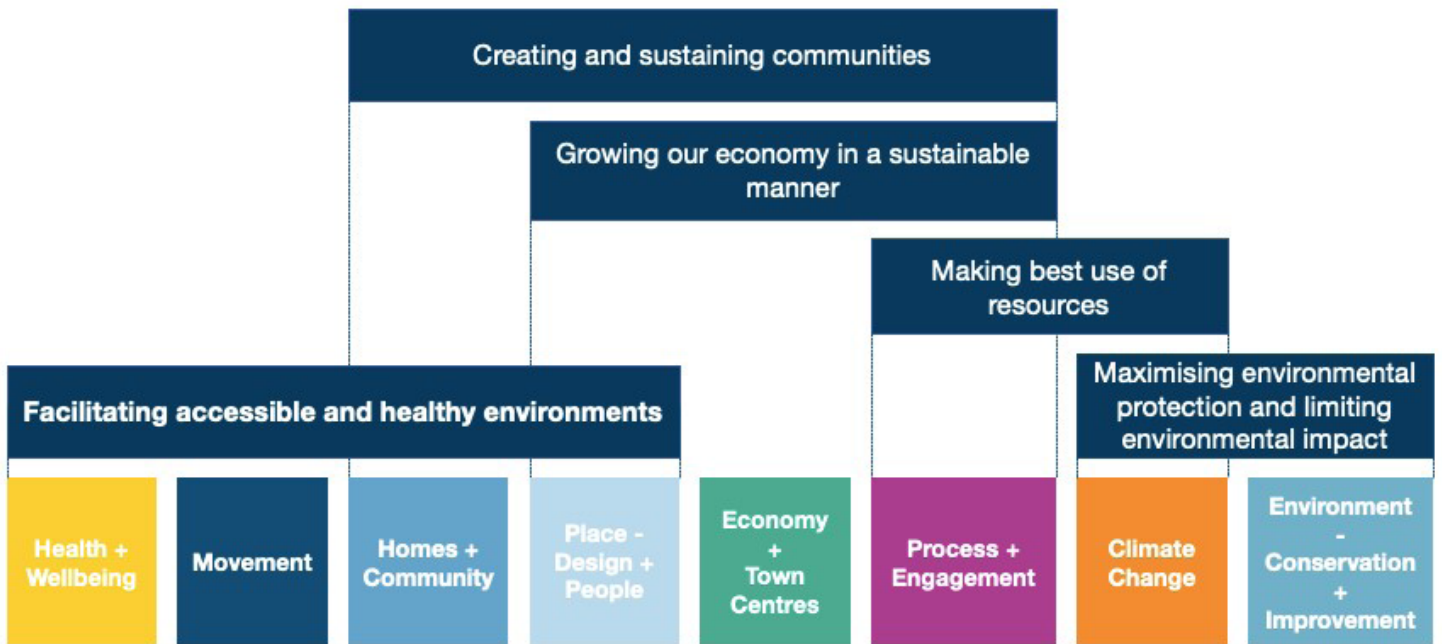 Creating and sustaining communities
Growing our economy in a sustainable
manner
Making best use of
resources
Facilitating accessible and healthy environments
Maximising environmental
protection and limiting
environmental impact
Health +
Wellbeing
Movement
Homes +
Community
Place -
Design +
People
Economy
+
Town
Centres
Process +
Engagement
Climate
Change
Environment
-
Conservation
+
Improvement